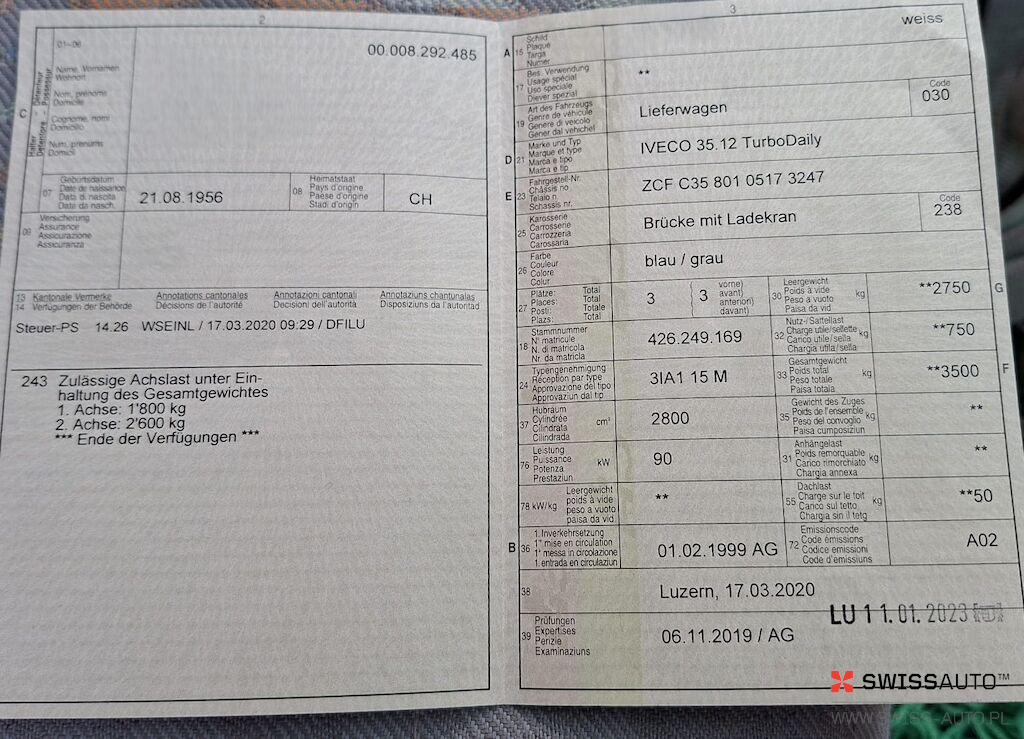 2
01-06
00.008.292.485
C
Halter Détenteur
Detentore Possessur
Name, Vornamen
Wohnort
Nom, prénoms
Domicile
Cognome, nomi
Domicilio
Num, prenums
Domicil
07
Geburtsdatum
Date de naissance
Data di nascita
Data da nasch.
21.08.1956
08
Heimatstaat
Pays d'origine
Paese d'origine
Stadi d'origin
CH
09
Versicherung
Assurance
Assicurazione
Assicuranza
13 Kantonale Vermerke
14 Verfügungen der Behörde
Annotations cantonales
Décisions de l'autorité
Annotazioni cantonali
Decisioni dell'autorità
Annotaziuns chantunalas
Disposiziuns da l'autoritad
Steuer-PS 14.26 WSEINL / 17.03.2020 09:29 / DFILU
243 Zulässige Achslast unter Ein-
haltung des Gesamtgewichtes
1. Achse: 1'800 kg
2. Achse: 2'600 kg
*** Ende der Verfügungen ***
3
A 15
Schild
Plaque
Targa
Numer
weiss
17
Bes. Verwendung
Usage spécial
Uso speciale
Diever spezial
**
19
Art des Fahrzeugs
Genre de véhicule
Genere di veicolo
Gener dal vehichel
Lieferwagen
Code
030
D 21
Marke und Typ
Marque et type
Marca e tipo
Marca e tip
IVECO 35.12 TurboDaily
E 23
Fahrgestell-Nr.
Châssis no
Telaio n.
Schassis nr.
ZCF C35 801 0517 3247
25
Karosserie
Carrosserie
Carrozzeria
Carossaria
Brücke mit Ladekran
Code
238
26
Farbe
Couleur
Colore
Colur
blau / grau
27
Plätze: Total
Places: Total
Posti: Totale
Plazs: Total
3
3
vorne)
avant)
anteriori)
davant)
30
Leergewicht
Poids à vide
Peso a vuoto
Paisa da vid
kg
**2750
G
18
Stammnummer
N° matricule
N. di matricola
Nr. da matricla
426.249.169
32
Nutz-/Sattellast
Charge utile/sellette
Carico utile/sella
Chargia utila/sella
kg
**750
24
Typengenehmigung
Réception par type
Approvazione del tipo
Approvaziun dal tip
3IA1 15 M
33
Gesamtgewicht
Poids total
Peso totale
Paisa totala
kg
**3500
F
37
Hubraum
Cylindrée
Cilindrata
Cilindrada
cm³
2800
35
Gewicht des Zuges
Poids de l'ensemble
Peso del convoglio
Paisa cumposiziun
kg
**
76
Leistung
Puissance
Potenza
Prestaziun
kW
90
31
Anhängelast
Poids remorquable
Carico rimorchiato
Chargia annexa
kg
**
78 kW/kg
Leergewicht
poids à vide
peso a vuoto
paisa da vid.
**
55
Dachlast
Charge sur le toit
Carico sul tetto
Chargia sin il tetg
kg
**50
B 36
1. Inverkehrsetzung
1re mise en circulation
1a messa in circolazione
1. entrada en circulaziun
01.02.1999 AG
72
Emissionscode
Code émissions
Codice emissioni
Code d'emissiuns
A02
38
Luzern, 17.03.2020
LU 11.01.2023
39
Prüfungen
Expertises
Perizie
Examinaziuns
06.11.2019 / AG
SWISSAUTO™
WWW.SWISS-AUTO.PL